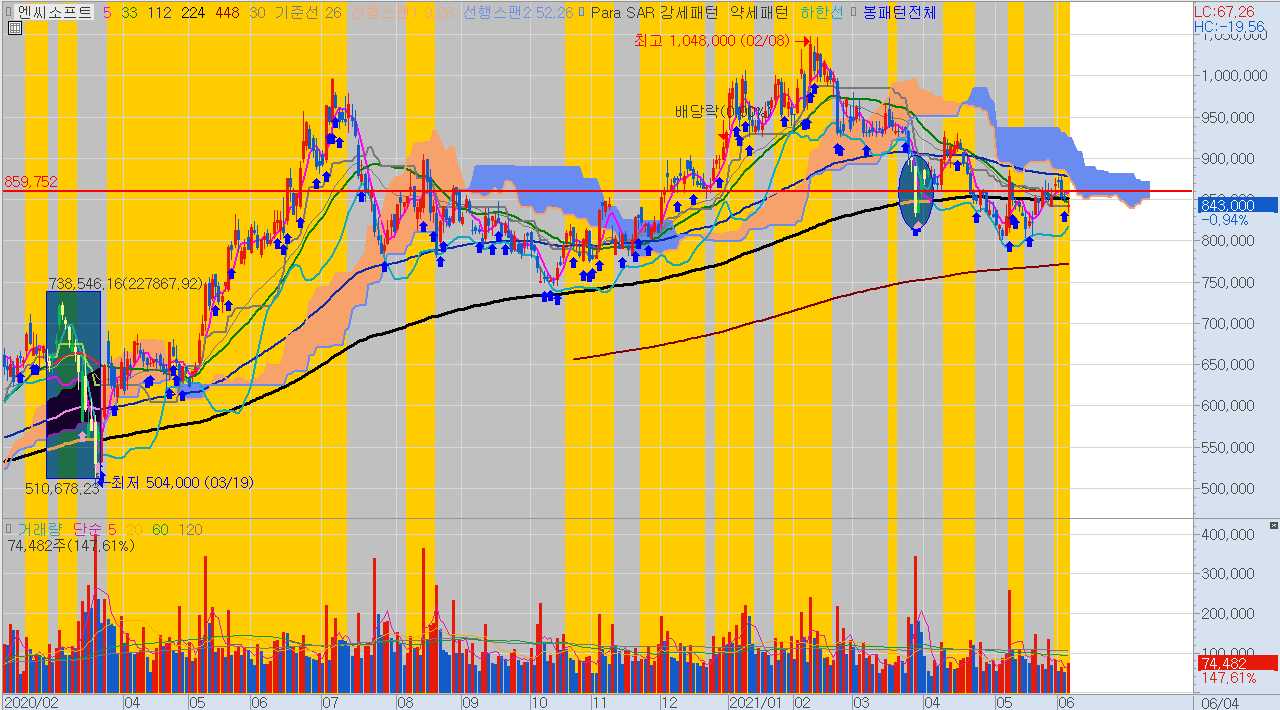 엔씨소프트 5 33 112 224 448 30 기준선 26 선행스팬1 9,26 선행스팬2 52,26 Para SAR 강세패턴 약세패턴 하한선 봉패턴전체
LC:67.26
HC:-19.56
1,050,000
최고 1,048,000 (02/08)
1,000,000
배당락(0.00%)
950,000
900,000
859,752
850,000
843,000
-0.94%
800,000
738,546.16(227867.92)
750,000
700,000
650,000
600,000
550,000
510,678.23
최저 504,000 (03/19)
500,000
거래량 단순 5 20 60 120
74,482주(147.61%)
400,000
300,000
200,000
100,000
74,482
147.61%
2020/02 04 05 06 07 08 09 10 11 12 2021/01 02 03 04 05 06 06/04